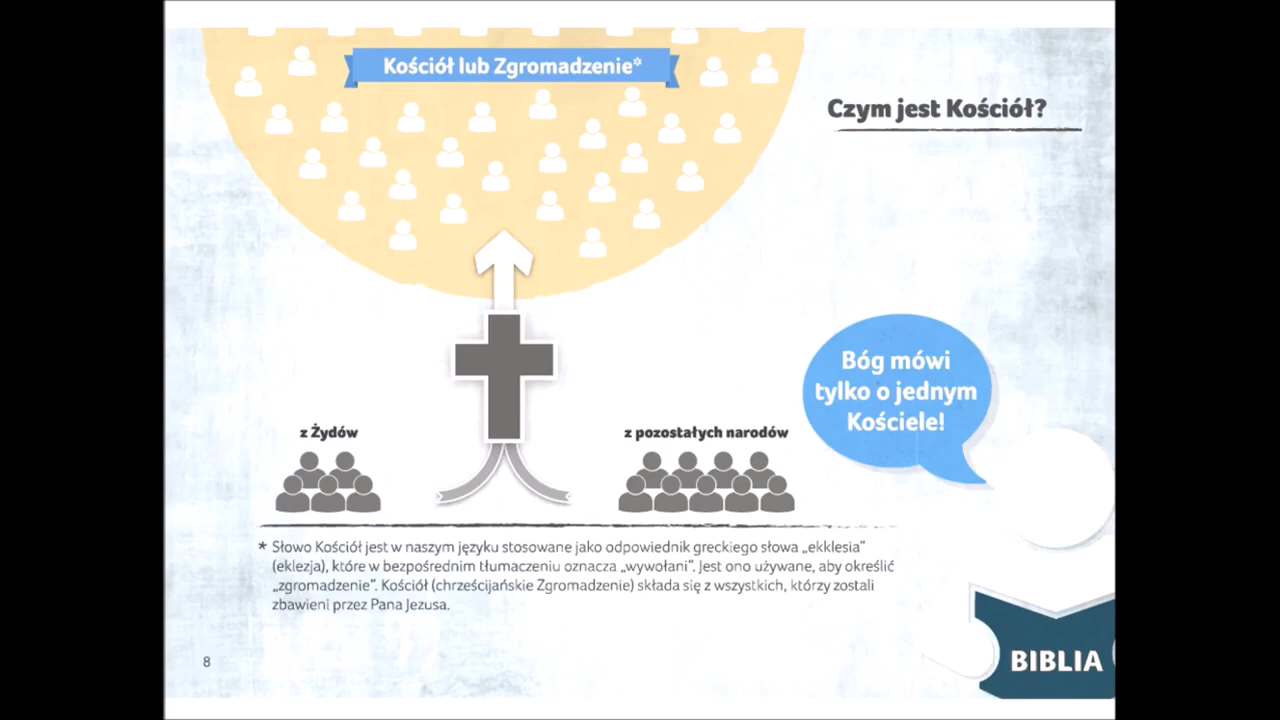 Kościół lub Zgromadzenie*
Czym jest Kościół?
Bóg mówi
tylko o jednym
Kościele!
z Żydów
z pozostałych narodów
* Słowo Kościół jest w naszym języku stosowane jako odpowiednik greckiego słowa „ekklesia”
(eklezja), które w bezpośrednim tłumaczeniu oznacza „wywołani”. Jest ono używane, aby określić
„zgromadzenie”. Kościół (chrześcijańskie Zgromadzenie) składa się z wszystkich, którzy zostali
zbawieni przez Pana Jezusa.
8
BIBLIA